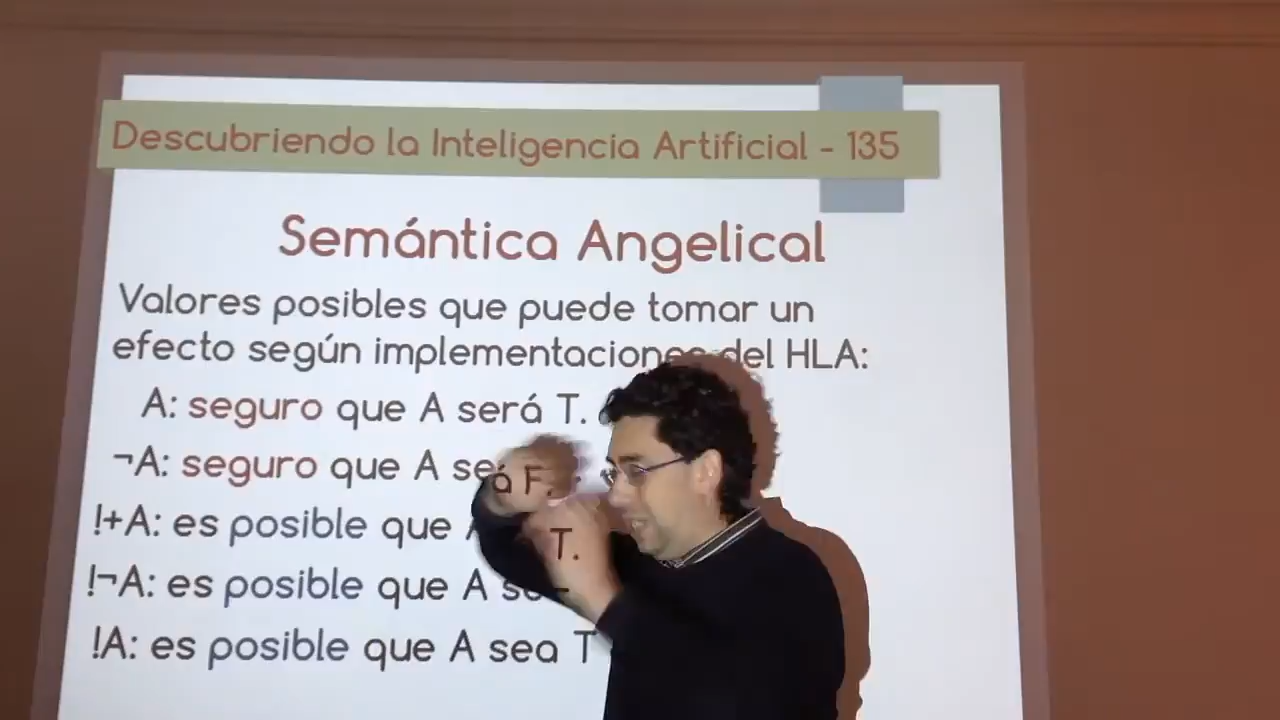 Descubriendo la Inteligencia Artificial - 135
Semántica Angelical
Valores posibles que puede tomar un
efecto según implementaciones del HLA:
A: seguro que A será T.
¬A: seguro que A será F.
!+A: es posible que T.
!¬A: es posible que A
!A: es posible que A sea T